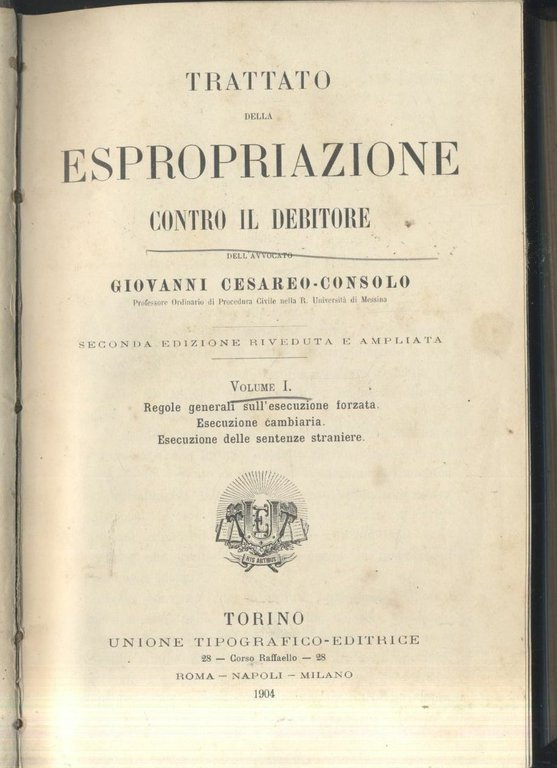 TRATTATO
DELLA
ESPROPRIAZIONE
CONTRO IL DEBITORE
DELL'AVVOCATO
GIOVANNI CESAREO-CONSOLO
Professore Ordinario di Procedura Civile nella R. Università di Messina
SECONDA EDIZIONE RIVEDUTA E AMPLIATA
VOLUME I.
Regole generali sull'esecuzione forzata.
Esecuzione cambiaria.
Esecuzione delle sentenze straniere.
HIS ARTIBUS
TORINO
UNIONE TIPOGRAFICO-EDITRICE
28 — Corso Raffaello — 28
ROMA — NAPOLI — MILANO
1904